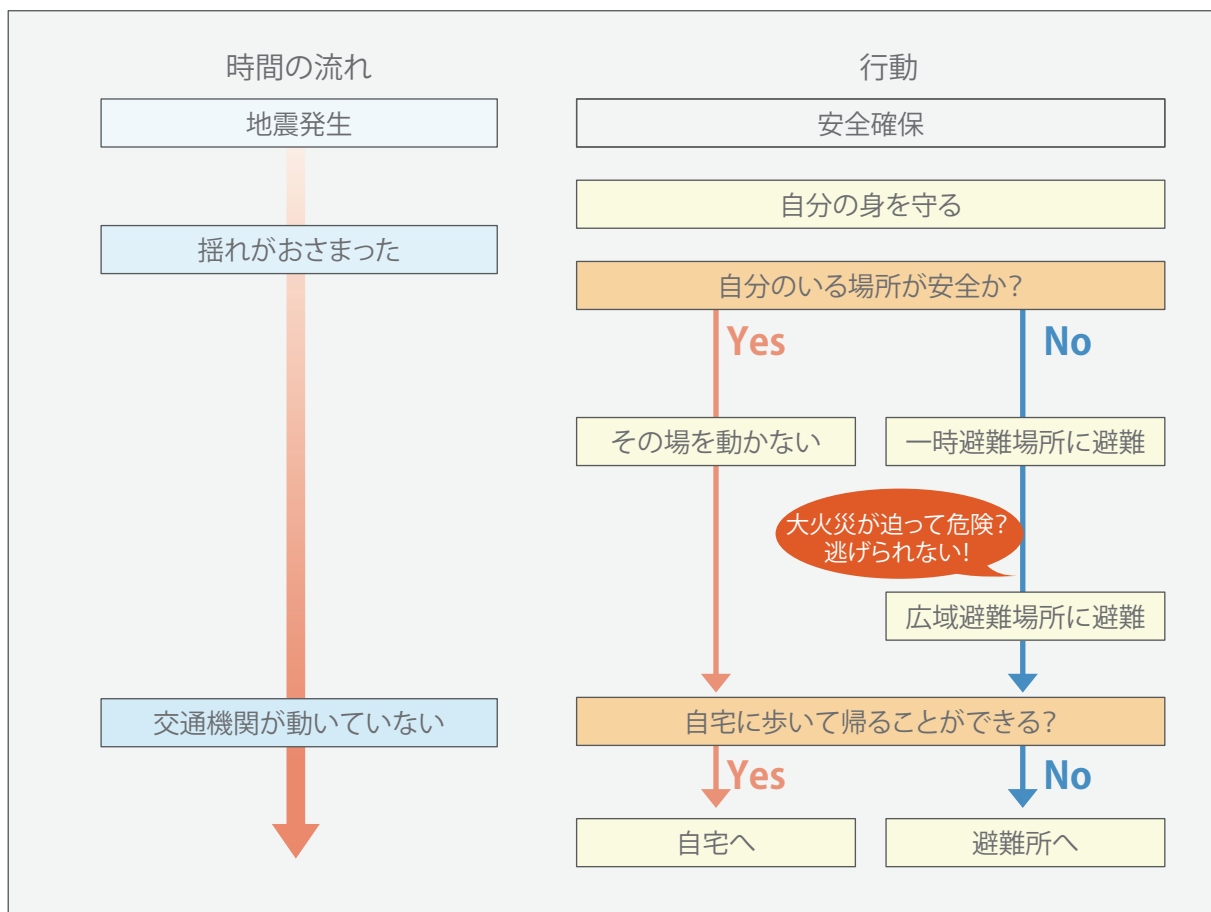 時間の流れ
地震発生
揺れがおさまった
交通機関が動いていない
行動
安全確保
自分の身を守る
自分のいる場所が安全か?
Yes
No
その場を動かない
一時避難場所に避難
大火災が迫って危険?
逃げられない!
広域避難場所に避難
自宅に歩いて帰ることができる?
Yes
No
自宅へ
避難所へ